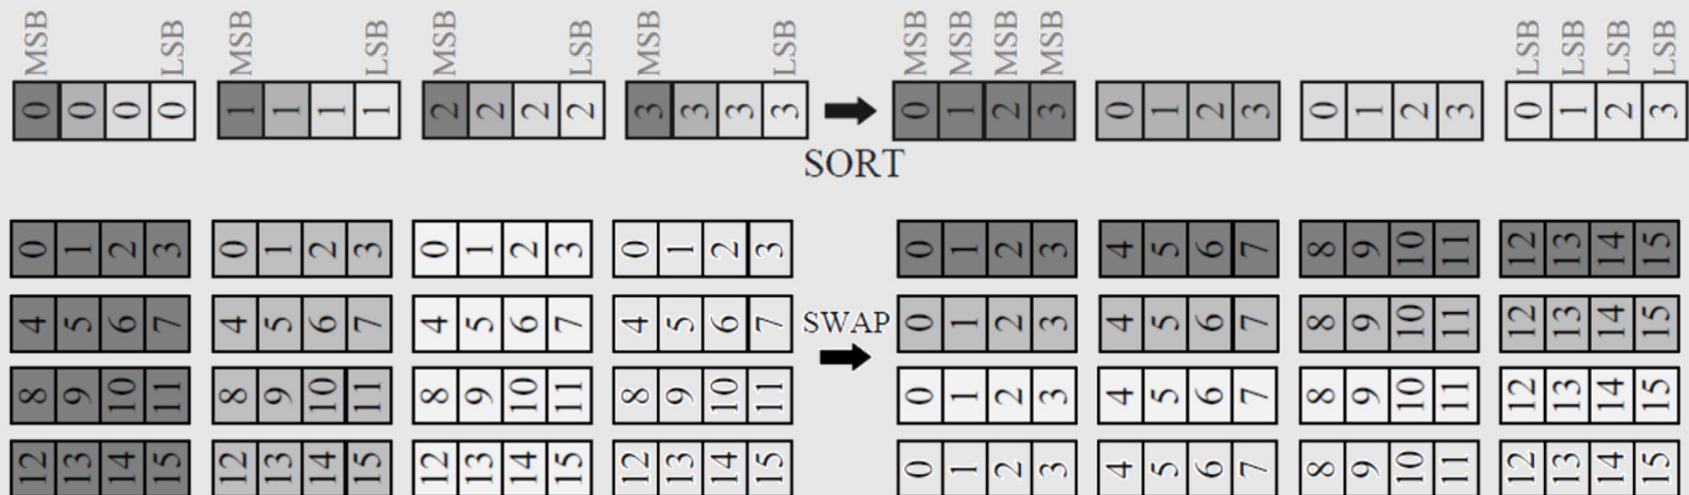 MSB LSB MSB LSB MSB LSB MSB LSB MSB MSB MSB MSB LSB LSB LSB LSB
0 0 0 0 1 1 1 1 2 2 2 2 3 3 3 3 0 1 2 3 0 1 2 3 0 1 2 3 0 1 2 3
SORT
0 1 2 3 0 1 2 3 0 1 2 3 0 1 2 3 0 1 2 3 4 5 6 7 8 9 10 11 12 13 14 15
4 5 6 7 4 5 6 7 4 5 6 7 4 5 6 7 SWAP 0 1 2 3 4 5 6 7 8 9 10 11 12 13 14 15
8 9 10 11 8 9 10 11 8 9 10 11 8 9 10 11 0 1 2 3 4 5 6 7 8 9 10 11 12 13 14 15
12 13 14 15 12 13 14 15 12 13 14 15 12 13 14 15 0 1 2 3 4 5 6 7 8 9 10 11 12 13 14 15